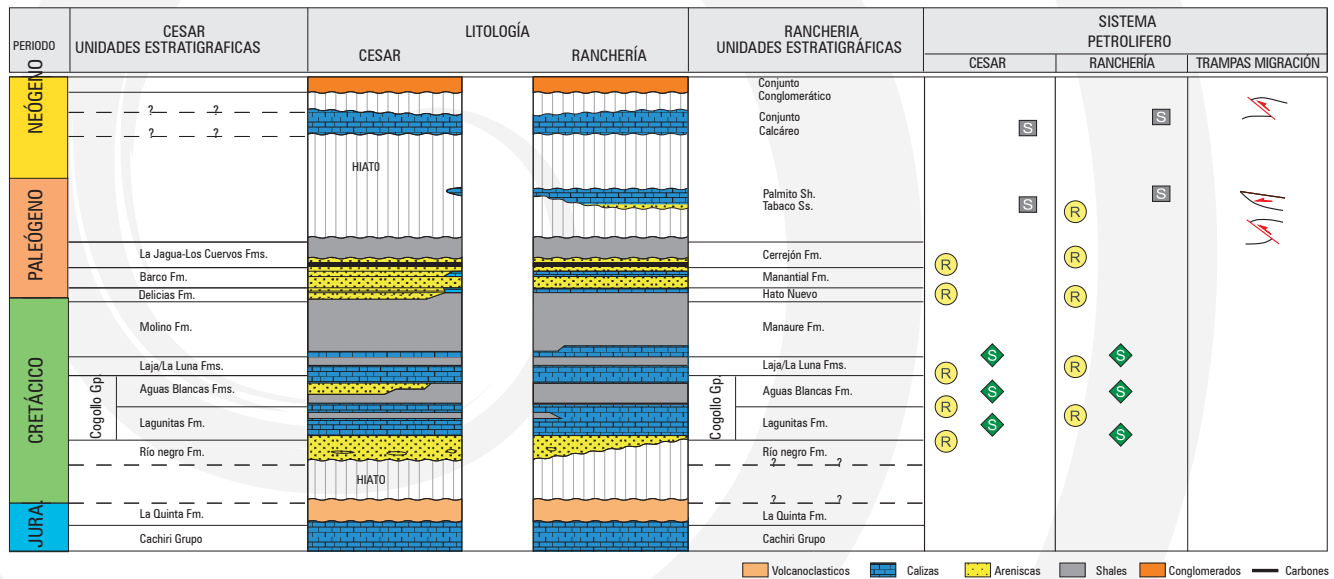 PERIODO
CESAR
UNIDADES ESTRATIGRAFICAS
LITOLOGÍA
CESAR
RANCHERÍA
RANCHERIA
UNIDADES ESTRATIGRÁFICAS
SISTEMA
PETROLIFERO
CESAR
RANCHERÍA
TRAMPAS MIGRACIÓN
NEÓGENO
PALEÓGENO
CRETÁCICO
JURA.
? ?
? ?
La Jagua-Los Cuervos Fms.
Barco Fm.
Delicias Fm.
Molino Fm.
Laja/La Luna Fms.
Cogollo Gp.
Aguas Blancas Fms.
Lagunitas Fm.
Río negro Fm.
La Quinta Fm.
Cachiri Grupo
HIATO
HIATO
Conjunto
Conglomerático
Conjunto
Calcáreo
Palmito Sh.
Tabaco Ss.
Cerrejón Fm.
Manantial Fm.
Hato Nuevo
Manaure Fm.
Laja/La Luna Fms.
Cogollo Gp.
Aguas Blancas Fm.
Lagunitas Fm.
Río negro Fm.
? ?
? ?
La Quinta Fm.
Cachiri Grupo
S
S
R
R
S
R
S
R
S
R
S
S
R
R
R
S
R
S
R
S
Volcanoclasticos
Calizas
Areniscas
Shales
Conglomerados
Carbones